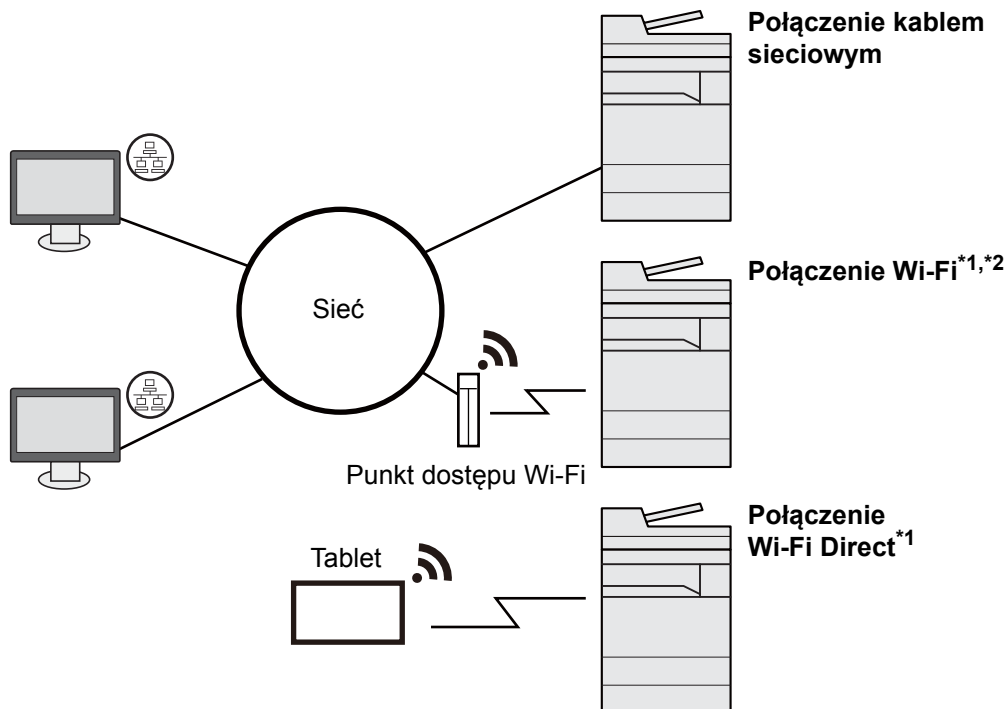 Połączenie kablem
sieciowym
Sieć
Połączenie Wi-Fi*1,*2
Punkt dostępu Wi-Fi
Połączenie
Wi-Fi Direct*1
Tablet